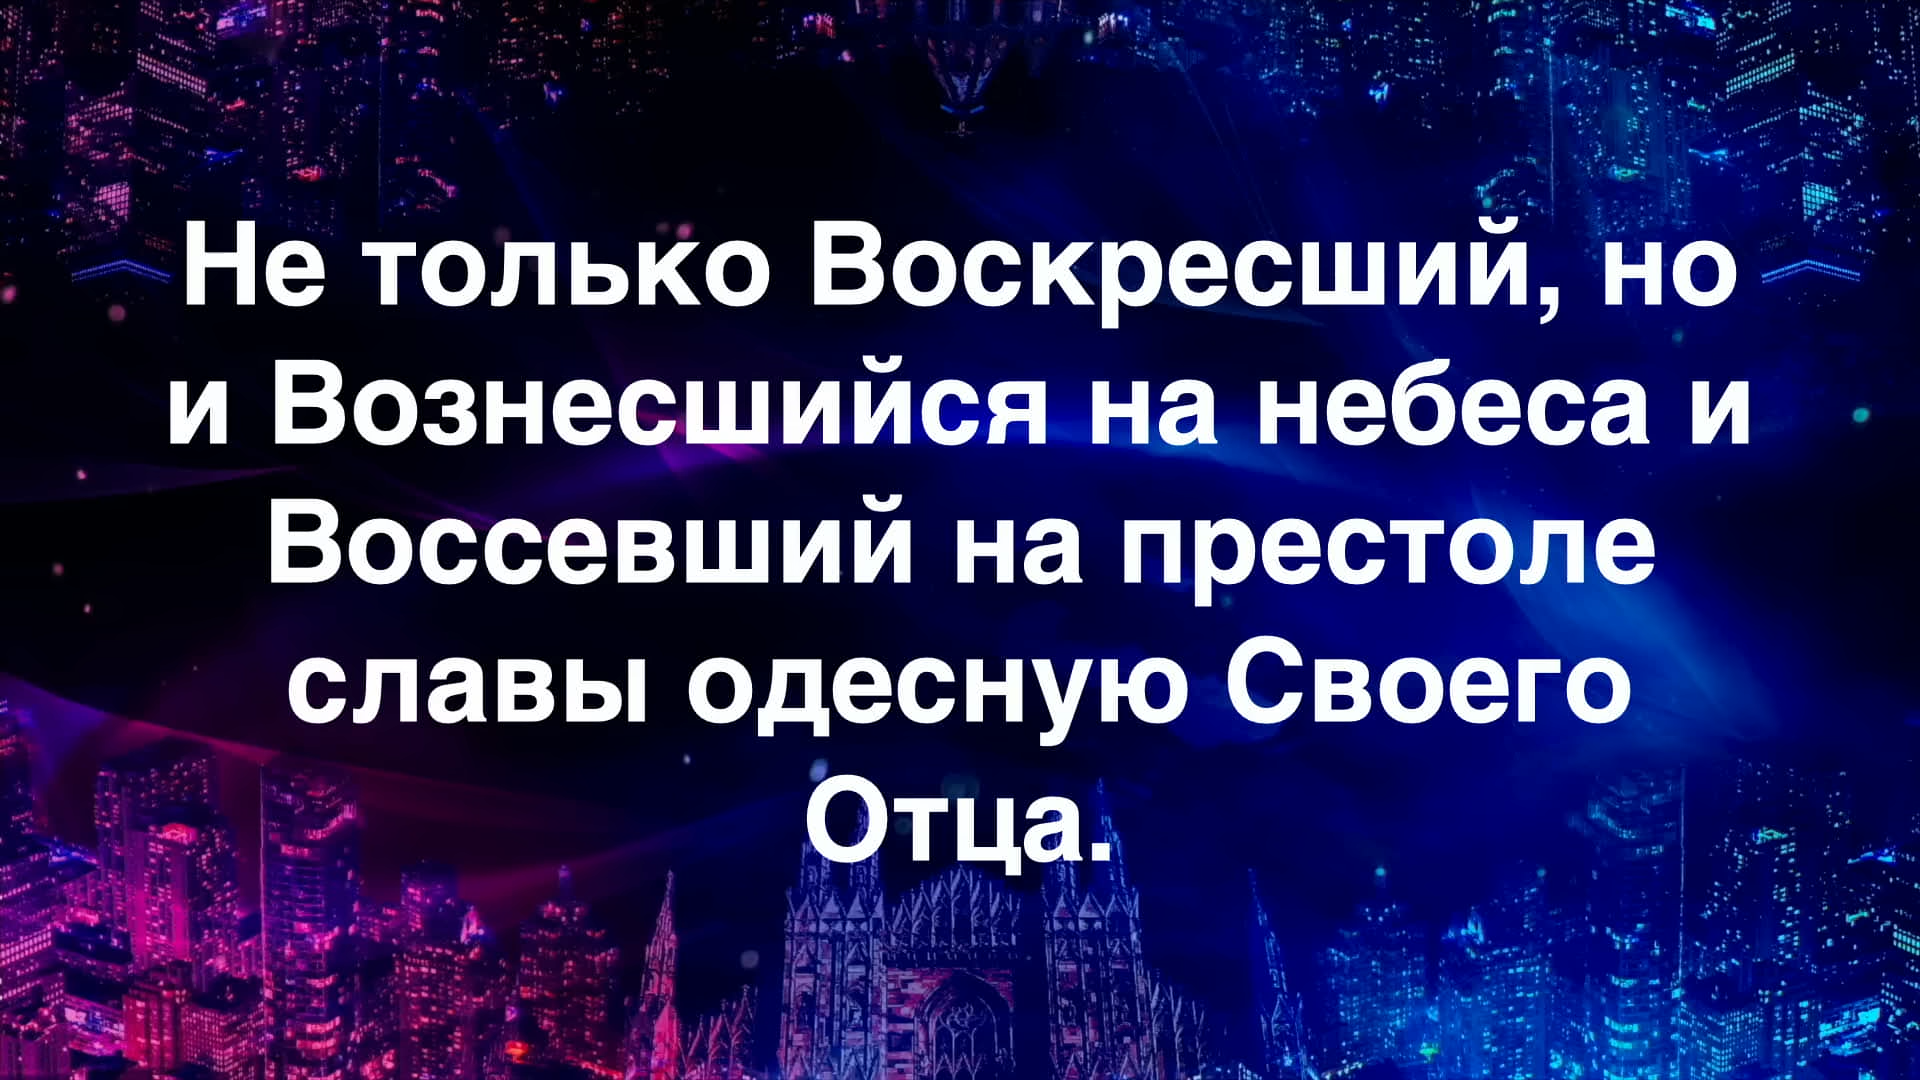 Не только Воскресший, но
и Вознесшийся на небеса и
Воссевший на престоле
славы одесную Своего
Отца.